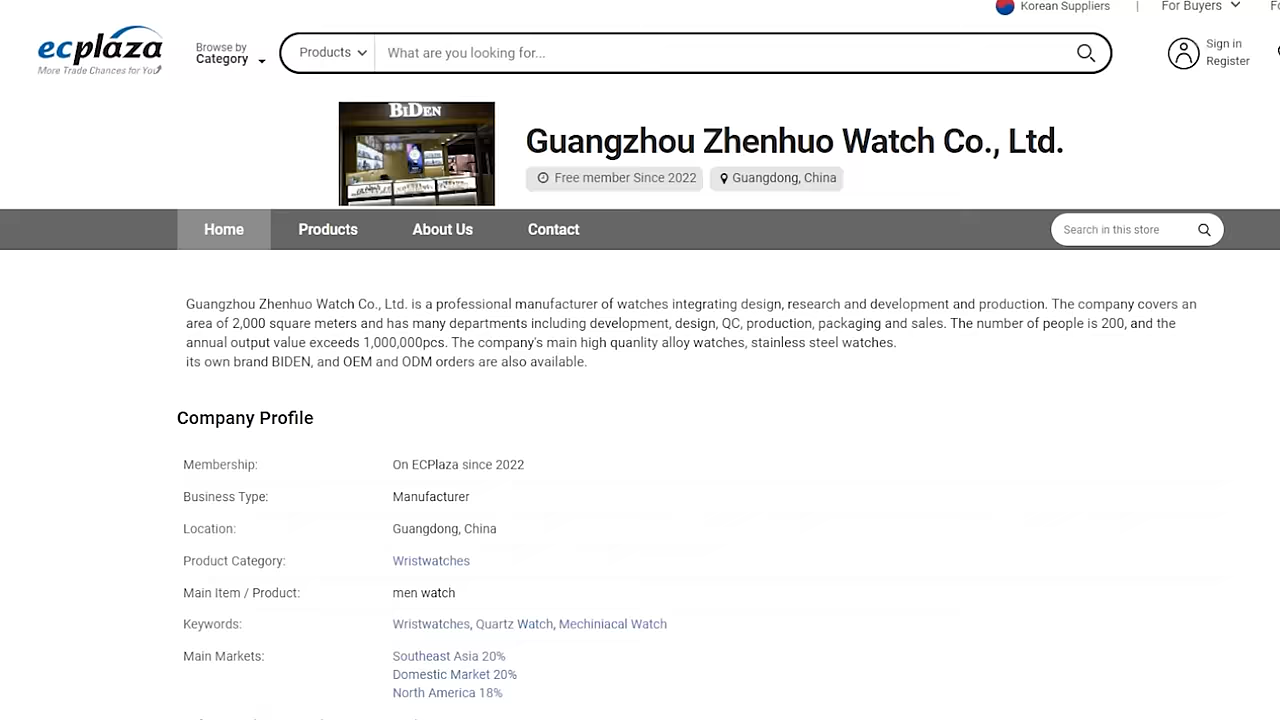 Korean Suppliers | For Buyers
ecplaza
More Trade Chances for You
Browse by
Category
Products
What are you looking for...
Sign in
Register
BIDEN
Guangzhou Zhenhuo Watch Co., Ltd.
Free member Since 2022
Guangdong, China
Home Products About Us Contact
Search in this store
Guangzhou Zhenhuo Watch Co., Ltd. is a professional manufacturer of watches integrating design, research and development and production. The company covers an
area of 2,000 square meters and has many departments including development, design, QC, production, packaging and sales. The number of people is 200, and the
annual output value exceeds 1,000,000pcs. The company's main high quanlity alloy watches, stainless steel watches.
its own brand BIDEN, and OEM and ODM orders are also available.
Company Profile
Membership: On ECPlaza since 2022
Business Type: Manufacturer
Location: Guangdong, China
Product Category: Wristwatches
Main Item / Product: men watch
Keywords: Wristwatches, Quartz Watch, Mechiniacal Watch
Main Markets: Southeast Asia 20%
Domestic Market 20%
North America 18%